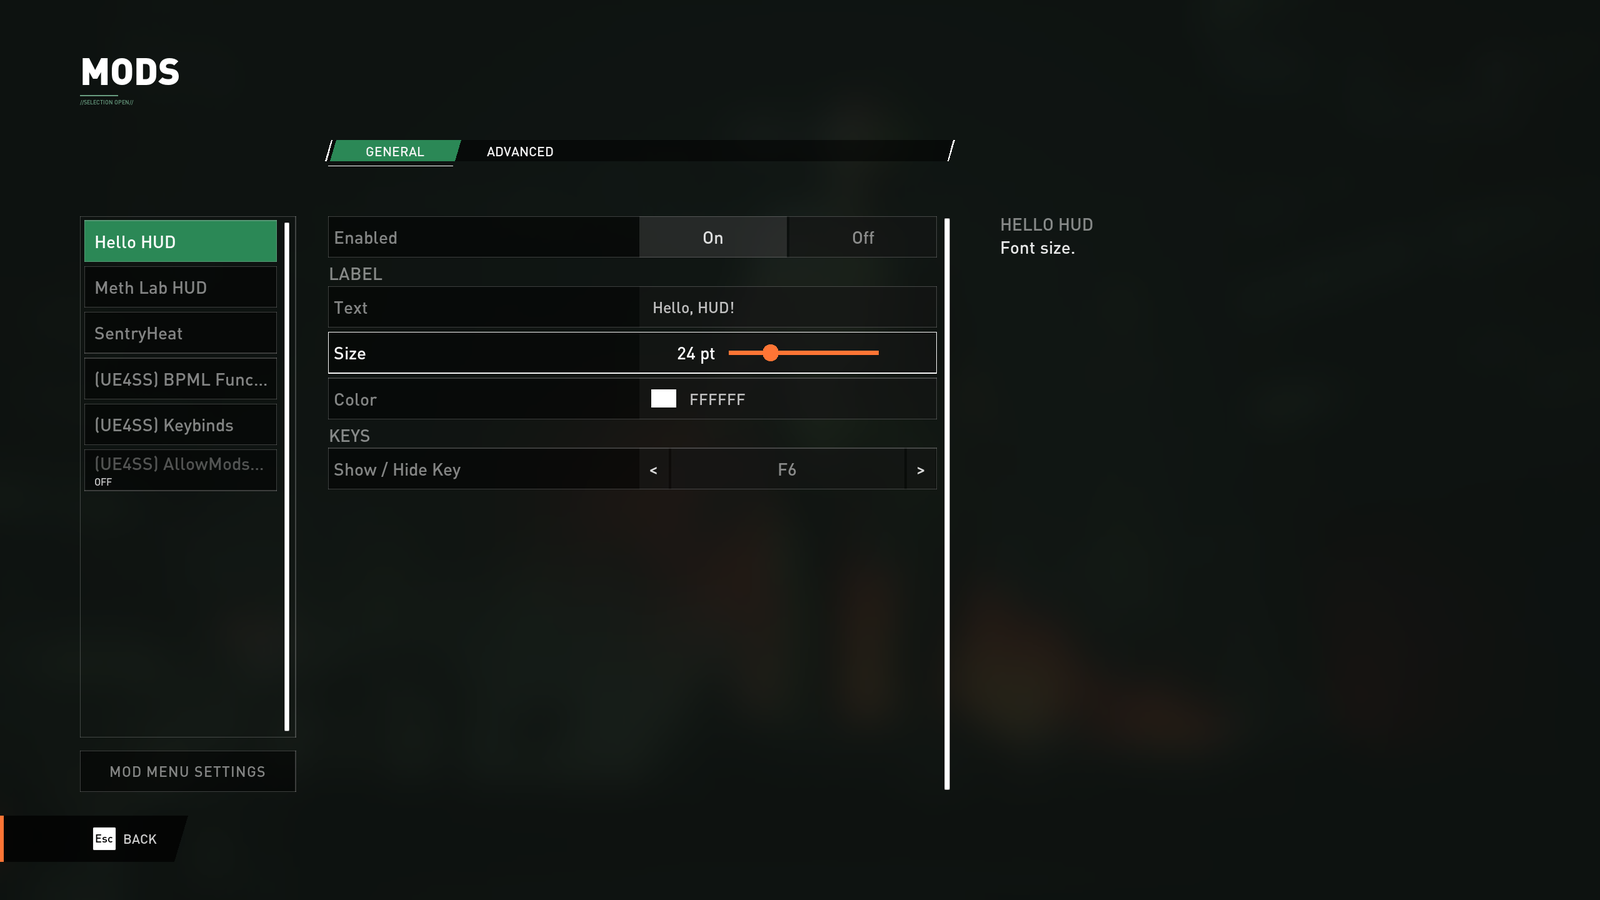 MODS
//SELECTION OPEN//
GENERAL
ADVANCED
Hello HUD
Meth Lab HUD
SentryHeat
(UE4SS) BPML Func...
(UE4SS) Keybinds
(UE4SS) AllowMods...
OFF
MOD MENU SETTINGS
Enabled On Off
LABEL
Text Hello, HUD!
Size 24 pt
Color FFFFFF
KEYS
Show / Hide Key < F6 >
HELLO HUD
Font size.
Esc BACK